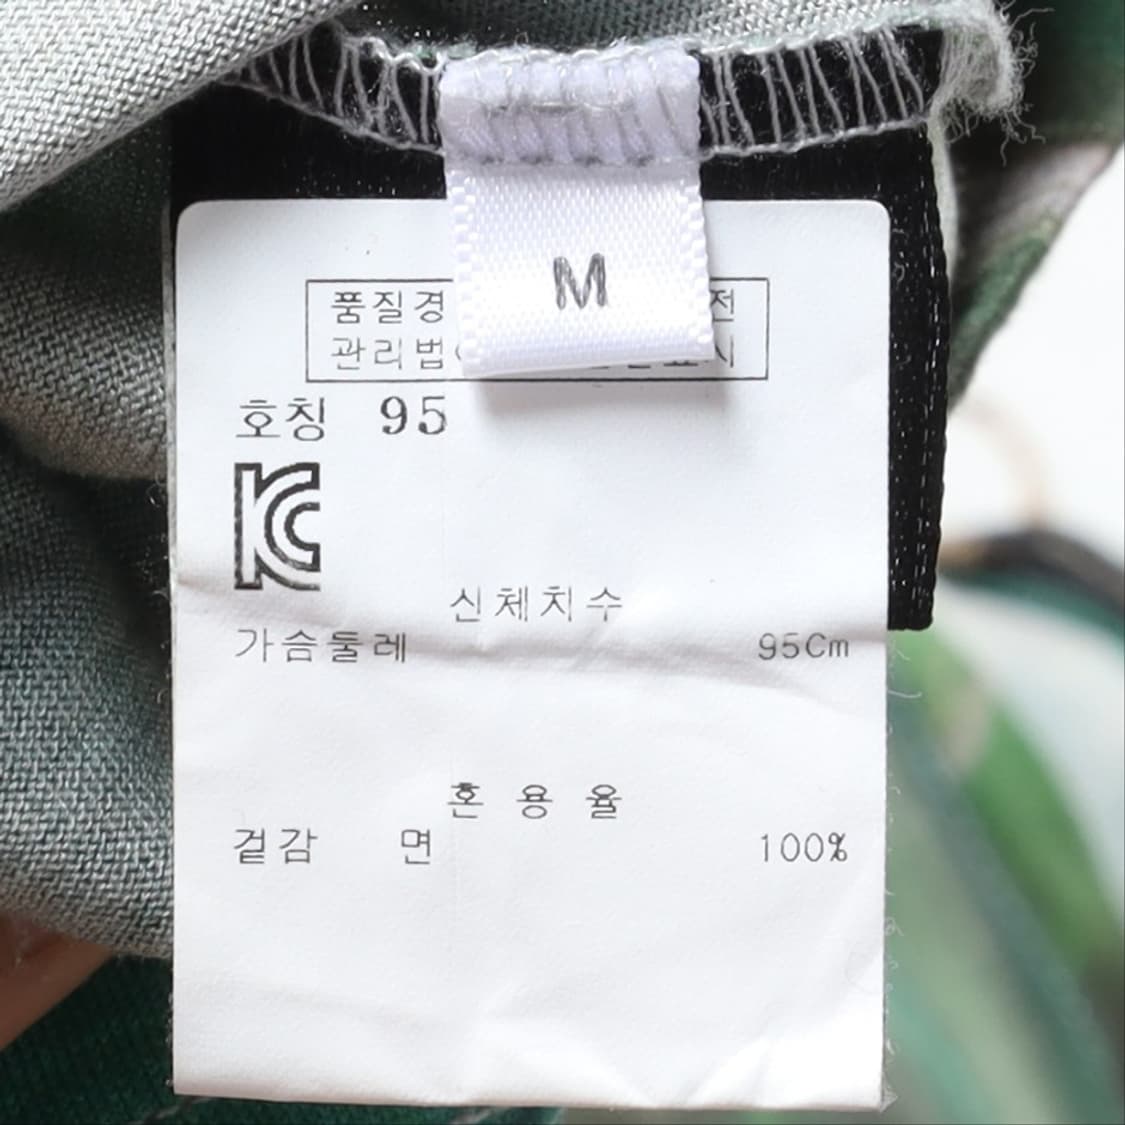 M
품질경
전
관리법
시
호칭 95
KC
신체치수
가슴둘레 95Cm
혼용율
겉감 면 100%